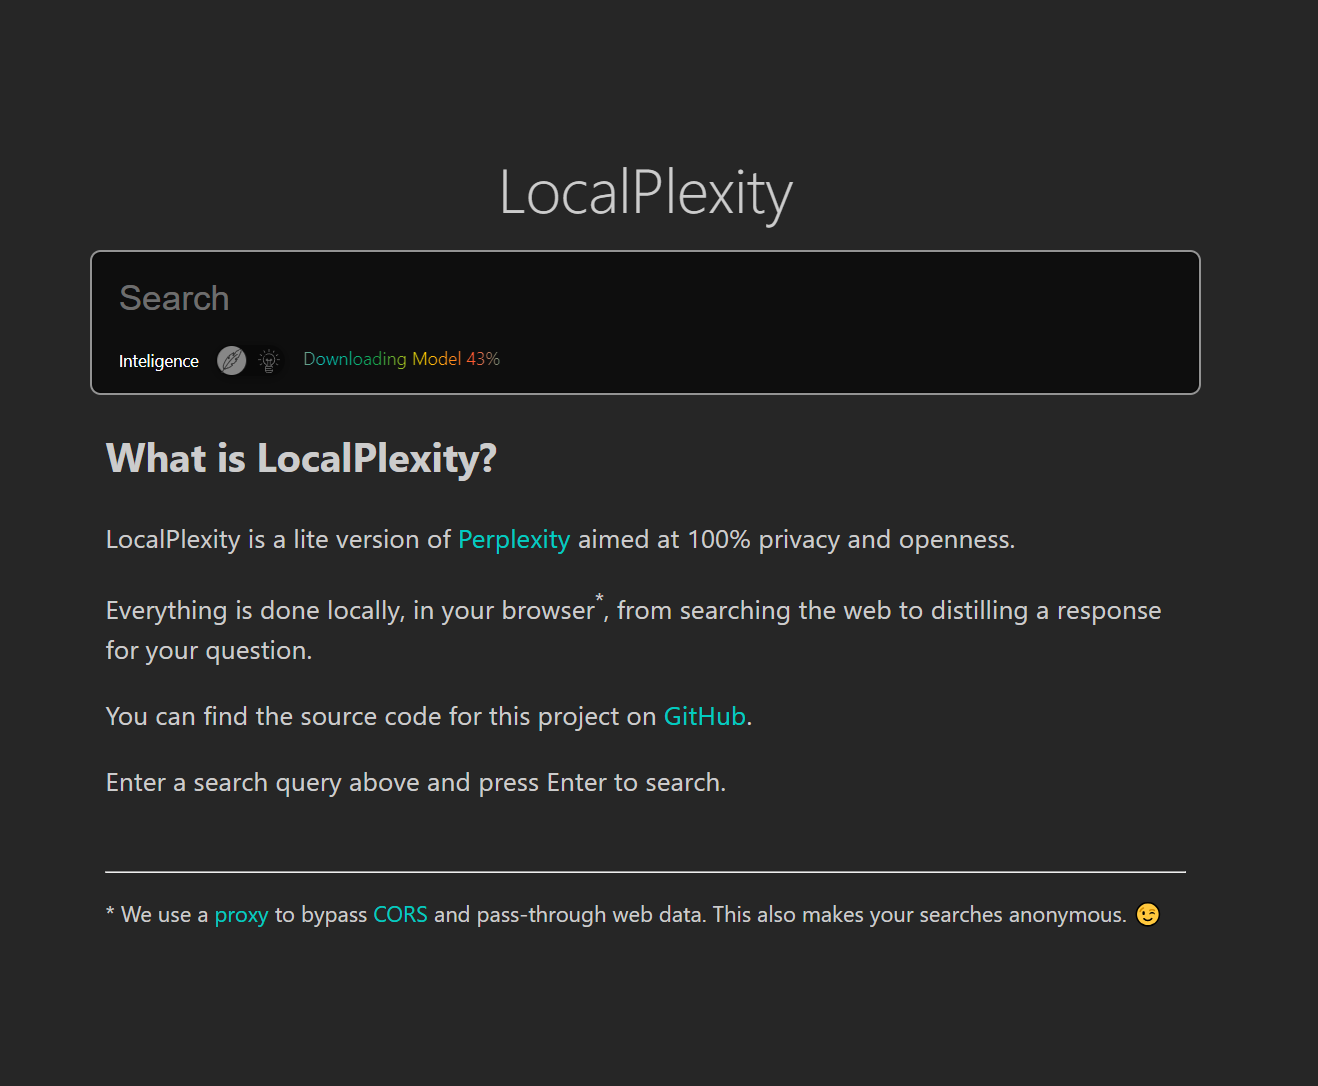 LocalPlexity
Search
Inteligence Downloading Model 43%
What is LocalPlexity?
LocalPlexity is a lite version of Perplexity aimed at 100% privacy and openness.
Everything is done locally, in your browser*, from searching the web to distilling a response
for your question.
You can find the source code for this project on GitHub.
Enter a search query above and press Enter to search.
* We use a proxy to bypass CORS and pass-through web data. This also makes your searches anonymous. 😉